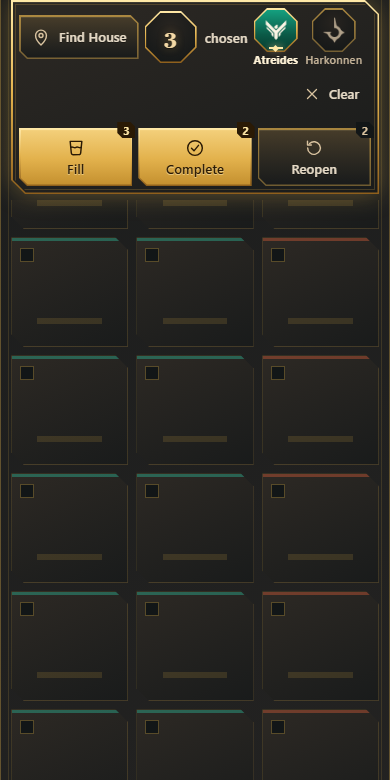 Find House
3
chosen
Atreides
Harkonnen
Clear
3
Fill
2
Complete
2
Reopen